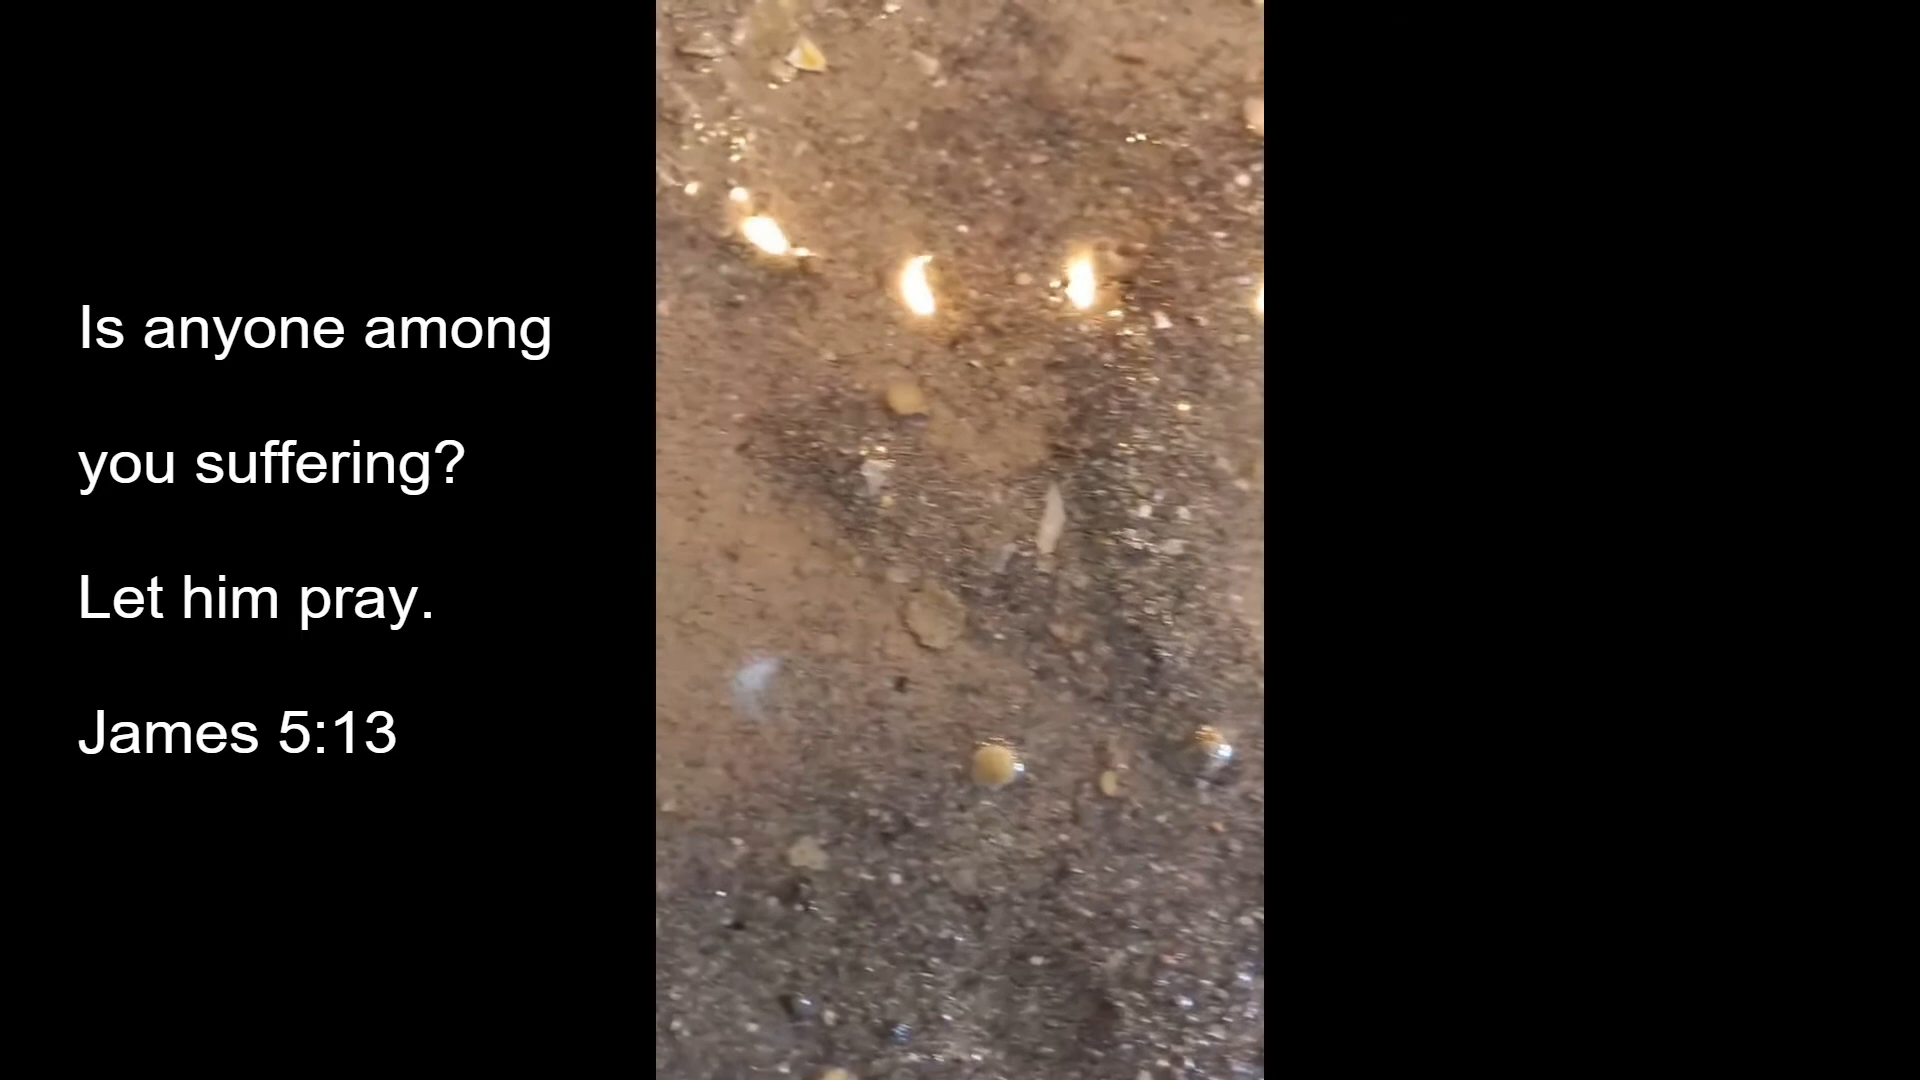 Is anyone among
you suffering?
Let him pray.
James 5:13